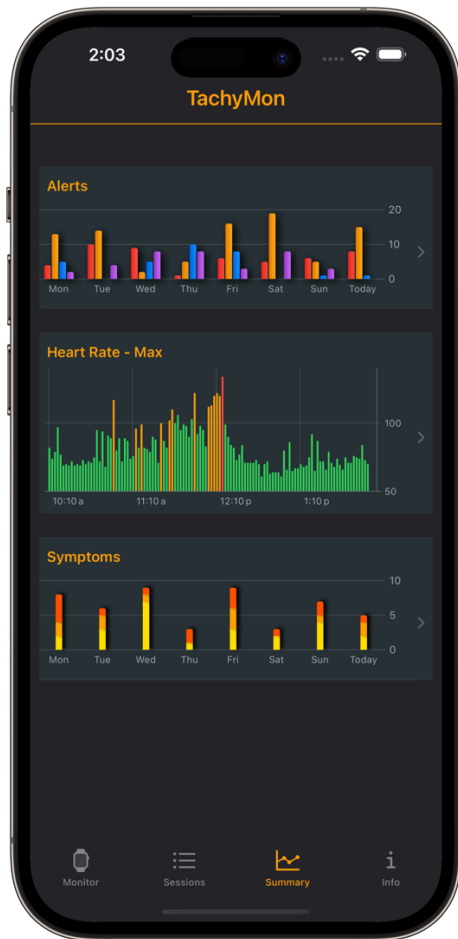 2:03
TachyMon
Alerts
20
10
0
Mon Tue Wed Thu Fri Sat Sun Today
Heart Rate - Max
100
50
10:10 a 11:10 a 12:10 p 1:10 p
Symptoms
10
5
0
Mon Tue Wed Thu Fri Sat Sun Today
Monitor Sessions Summary Info